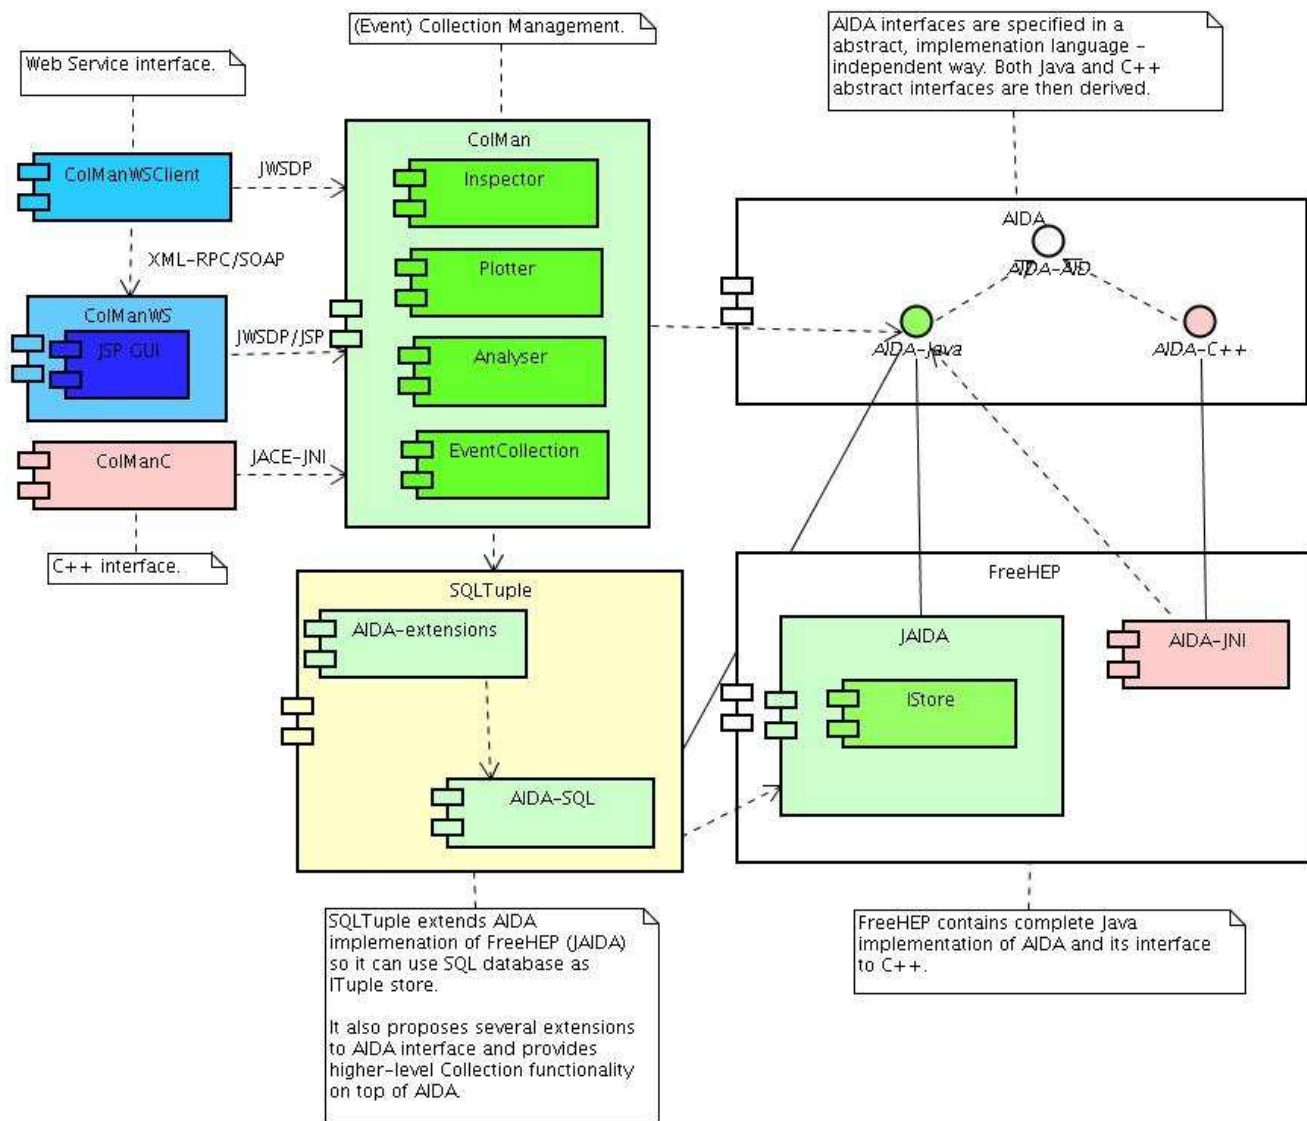 (Event) Collection Management.
AIDA interfaces are specified in a
abstract, implemenation language -
independent way. Both Java and C++
abstract interfaces are then derived.
Web Service interface.
ColManWSClient
JWSDP
XML-RPC/SOAP
ColManWS
JSP GUI
JWSDP/JSP
ColManC
JACE-JNI
C++ interface.
ColMan
Inspector
Plotter
Analyser
EventCollection
AIDA
AIDA-AID
AIDA-Java
AIDA-C++
SQLTuple
AIDA-extensions
AIDA-SQL
FreeHEP
JAIDA
IStore
AIDA-JNI
SQLTuple extends AIDA
implemenation of FreeHEP (JAIDA)
so it can use SQL database as
ITuple store.
It also proposes several extensions
to AIDA interface and provides
higher-level Collection functionality
on top of AIDA.
FreeHEP contains complete Java
implementation of AIDA and its interface
to C++.